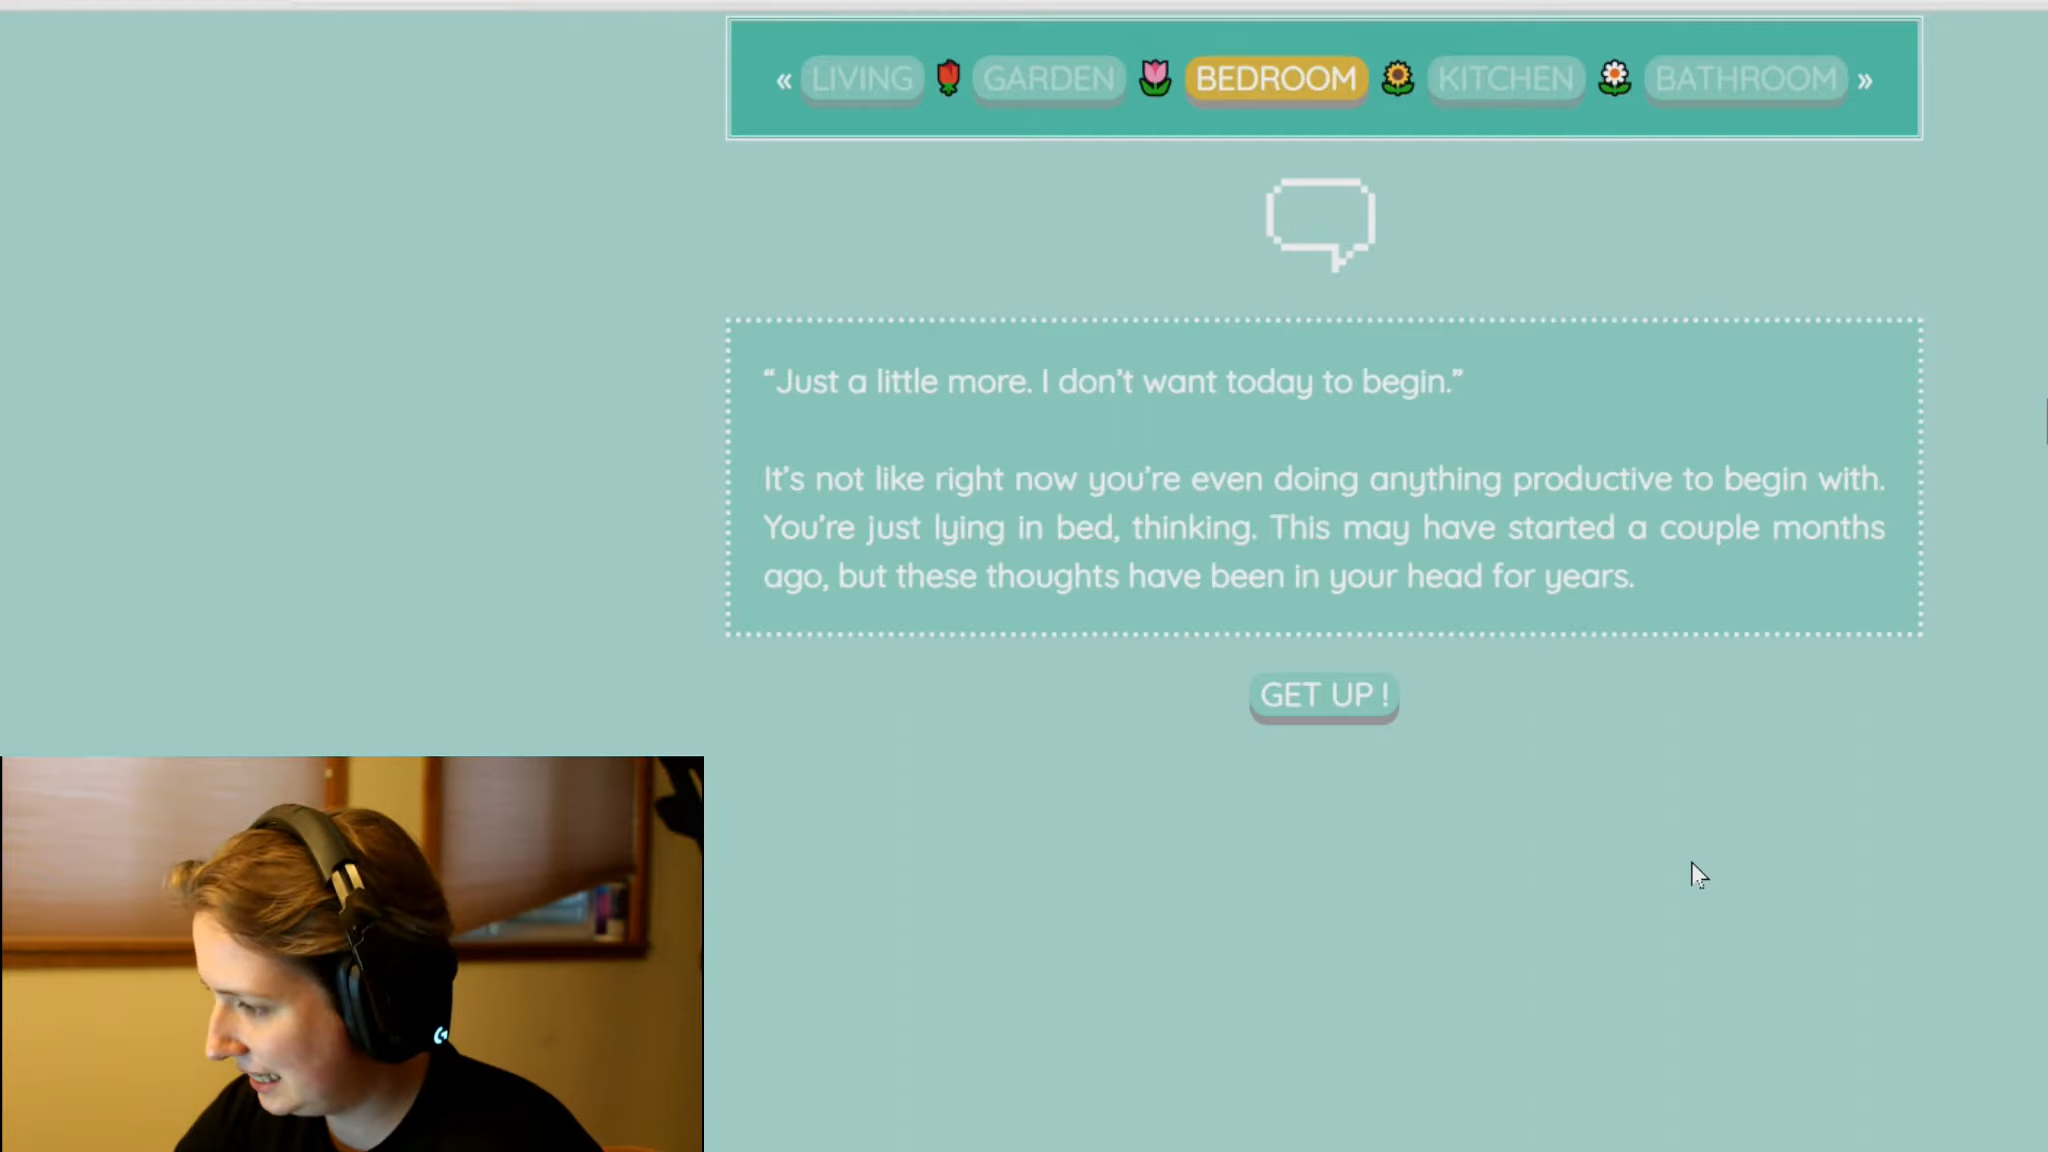 « LIVING GARDEN BEDROOM KITCHEN BATHROOM »
“Just a little more. I don’t want today to begin.”
It’s not like right now you’re even doing anything productive to begin with.
You’re just lying in bed, thinking. This may have started a couple months
ago, but these thoughts have been in your head for years.
GET UP !